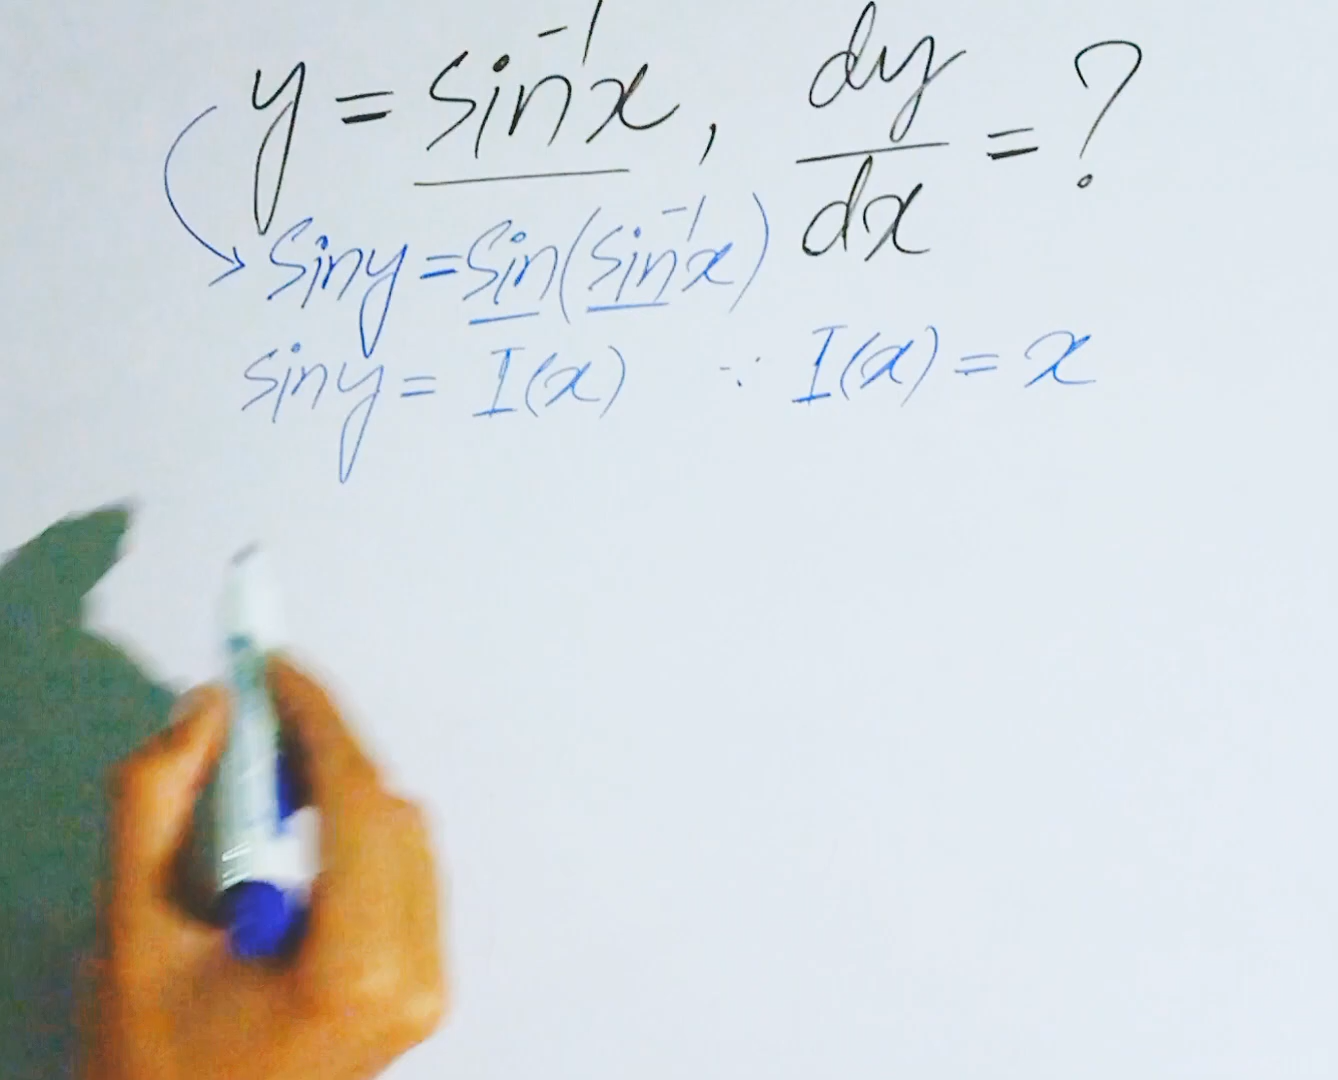 y = sin⁻¹x, dy/dx = ?
siny = sin(sin⁻¹x)
siny = I(x) ∵ I(x) = x